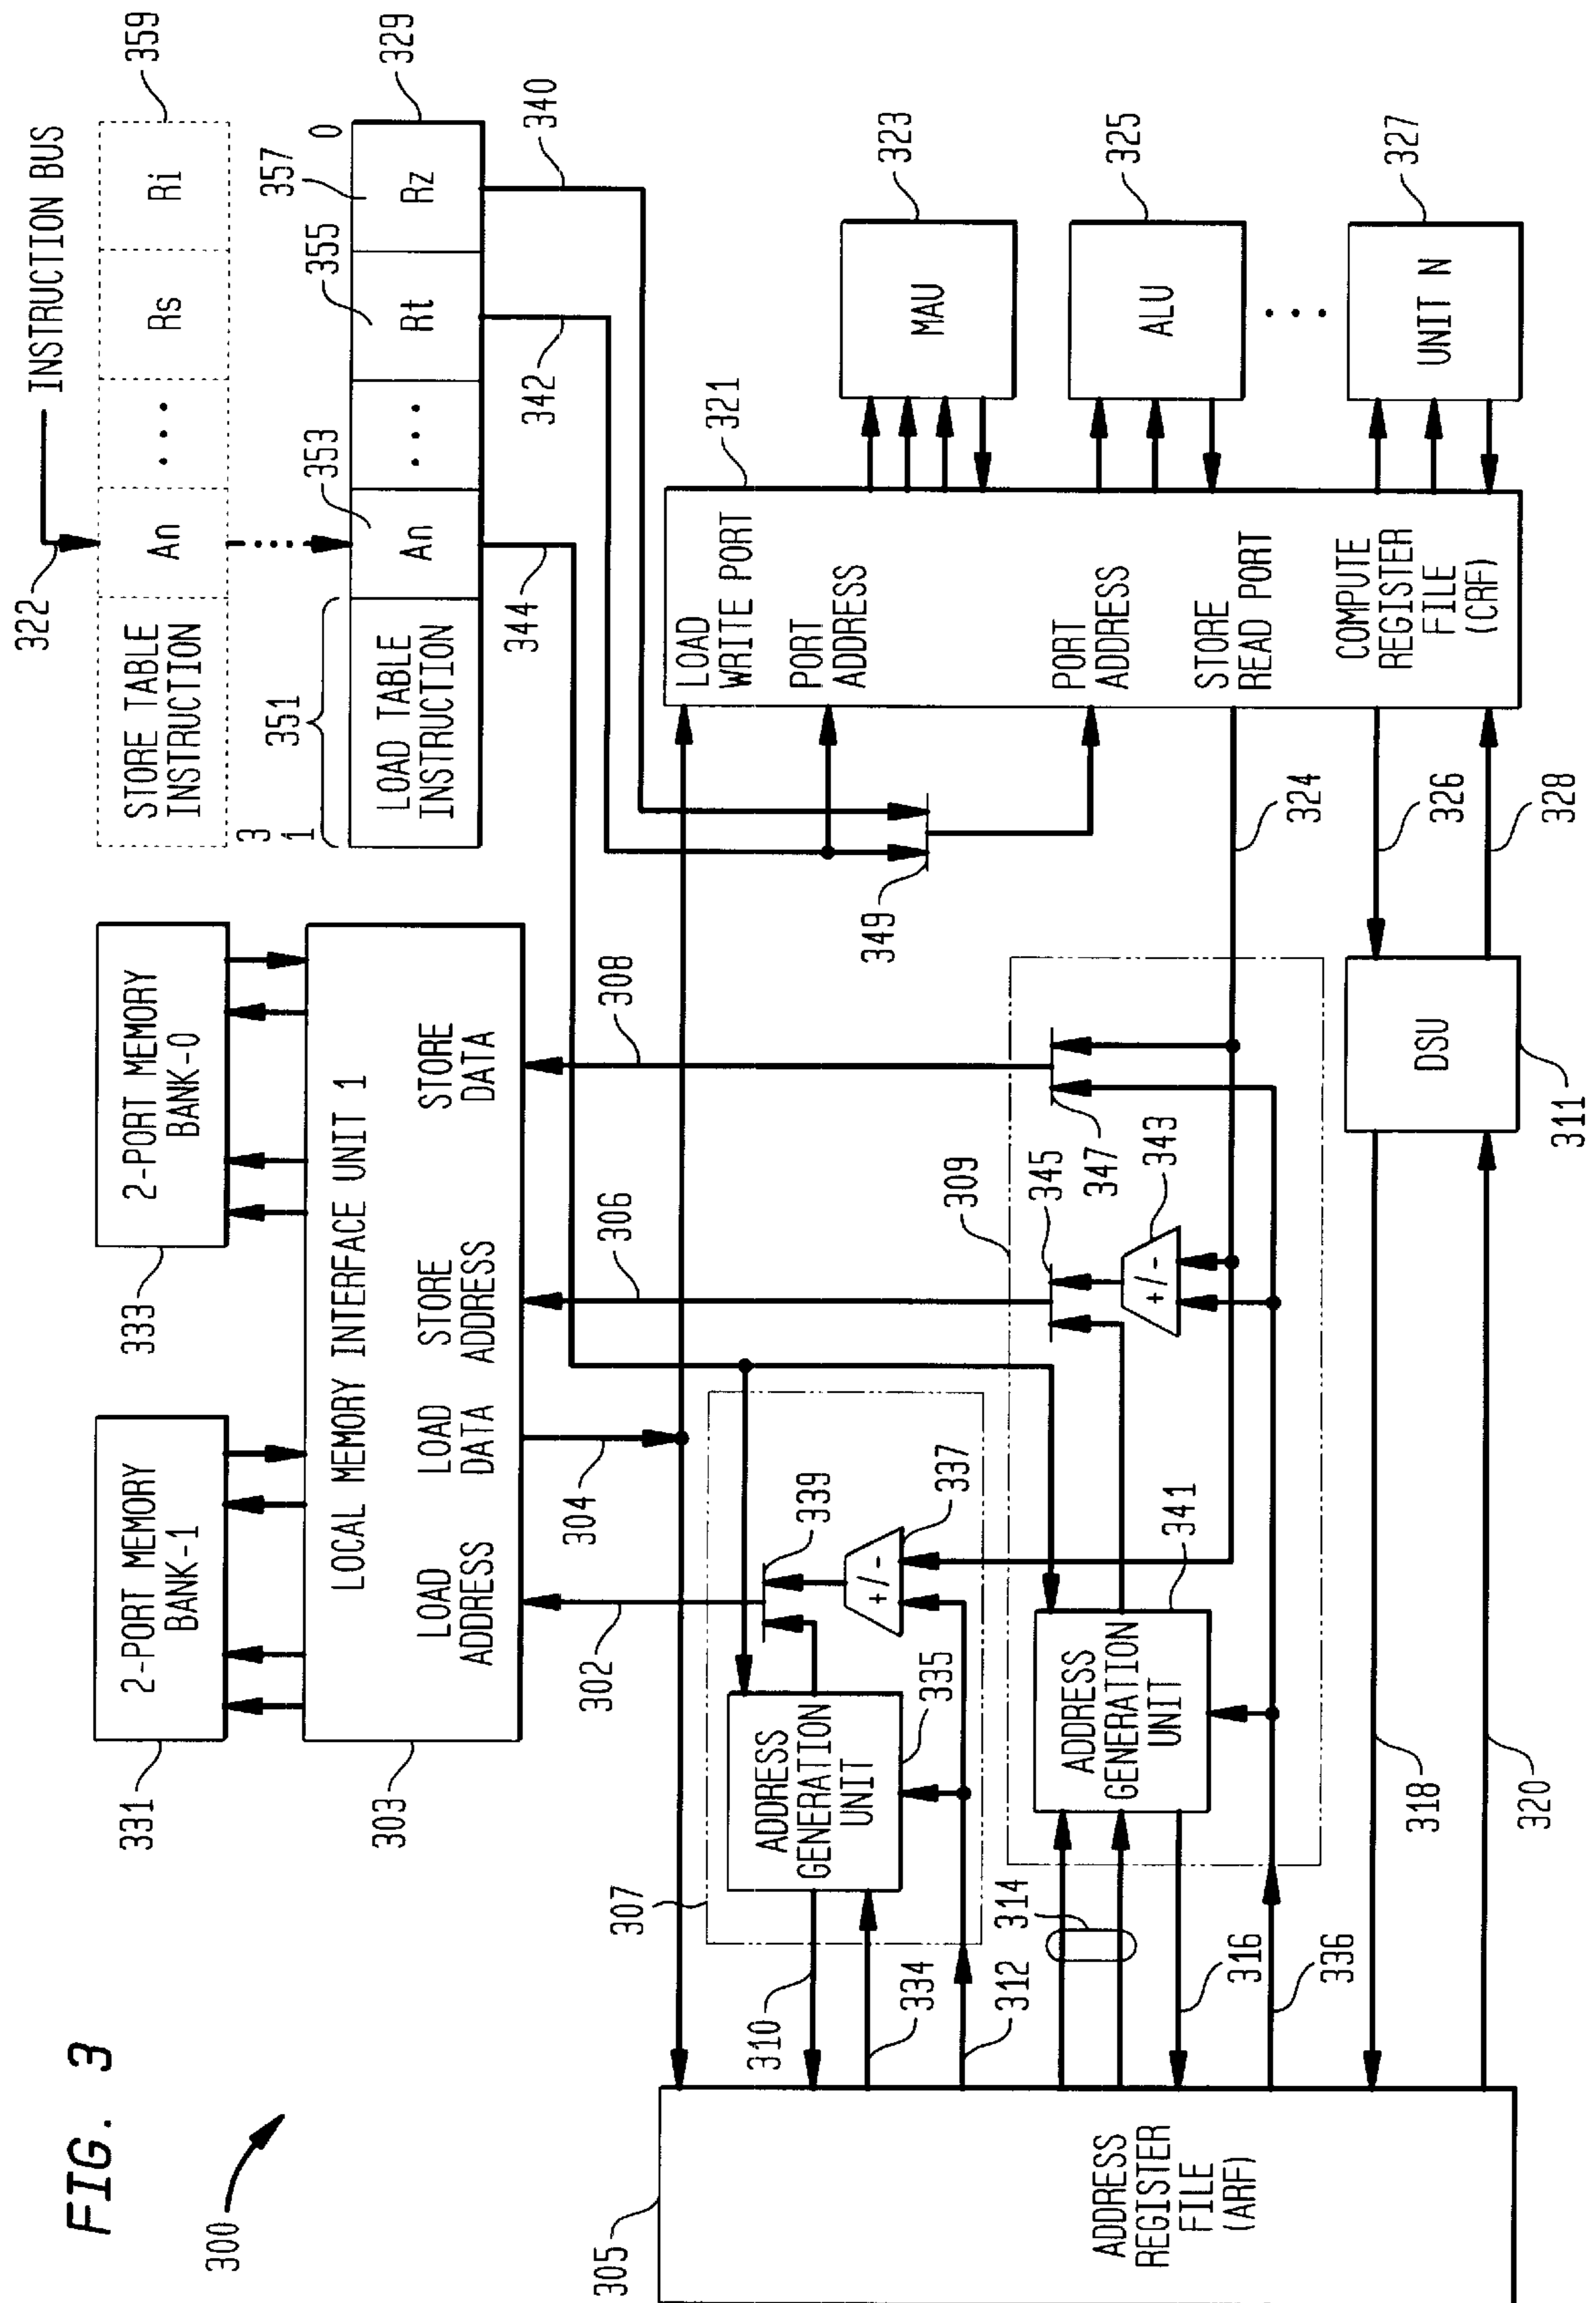 FIG. 3
300
322
INSTRUCTION BUS
STORE TABLE
INSTRUCTION
An
• • •
Rs
Ri
359
3
1
351
353
355
357
0
LOAD TABLE
INSTRUCTION
An
• • •
Rt
Rz
329
344
342
340
331
2-PORT MEMORY
BANK-1
333
2-PORT MEMORY
BANK-0
303
LOCAL MEMORY INTERFACE UNIT 1
LOAD
ADDRESS
LOAD
DATA
STORE
ADDRESS
STORE
DATA
302
304
306
308
307
ADDRESS
GENERATION
UNIT
335
339
+/-
337
309
ADDRESS
GENERATION
UNIT
341
345
+/-
343
347
349
310
334
312
314
316
336
318
320
305
ADDRESS
REGISTER
FILE
(ARF)
DSU
311
324
326
328
321
LOAD
WRITE PORT
PORT
ADDRESS
PORT
ADDRESS
STORE
READ PORT
COMPUTE
REGISTER
FILE
(CRF)
MAU
323
ALU
325
• • •
UNIT N
327